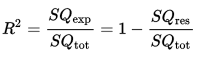 R² = SQ_exp / SQ_tot = 1 − SQ_res / SQ_tot